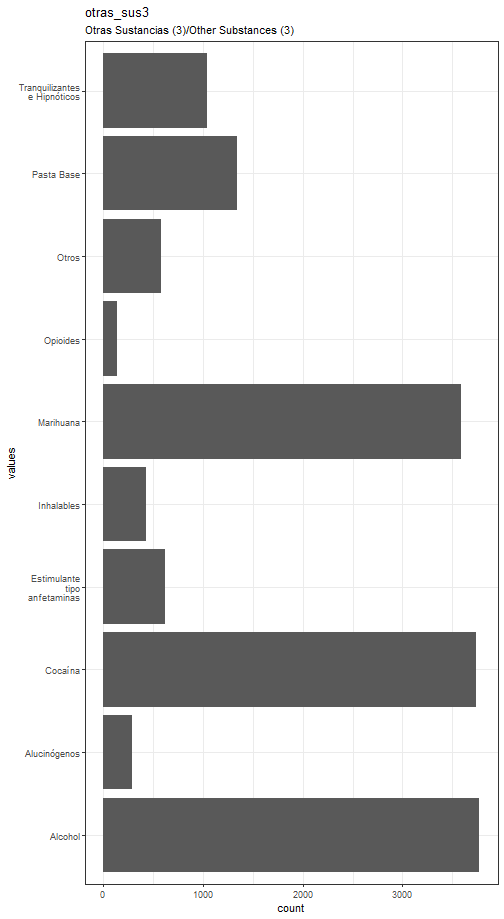 otras_sus3
Otras Sustancias (3)/Other Substances (3)
Tranquilizantes
e Hipnóticos
Pasta Base
Otros
Opioides
Marihuana
values
Inhalables
Estimulante
tipo
anfetaminas
Cocaína
Alucinógenos
Alcohol
0
1000
2000
3000
count